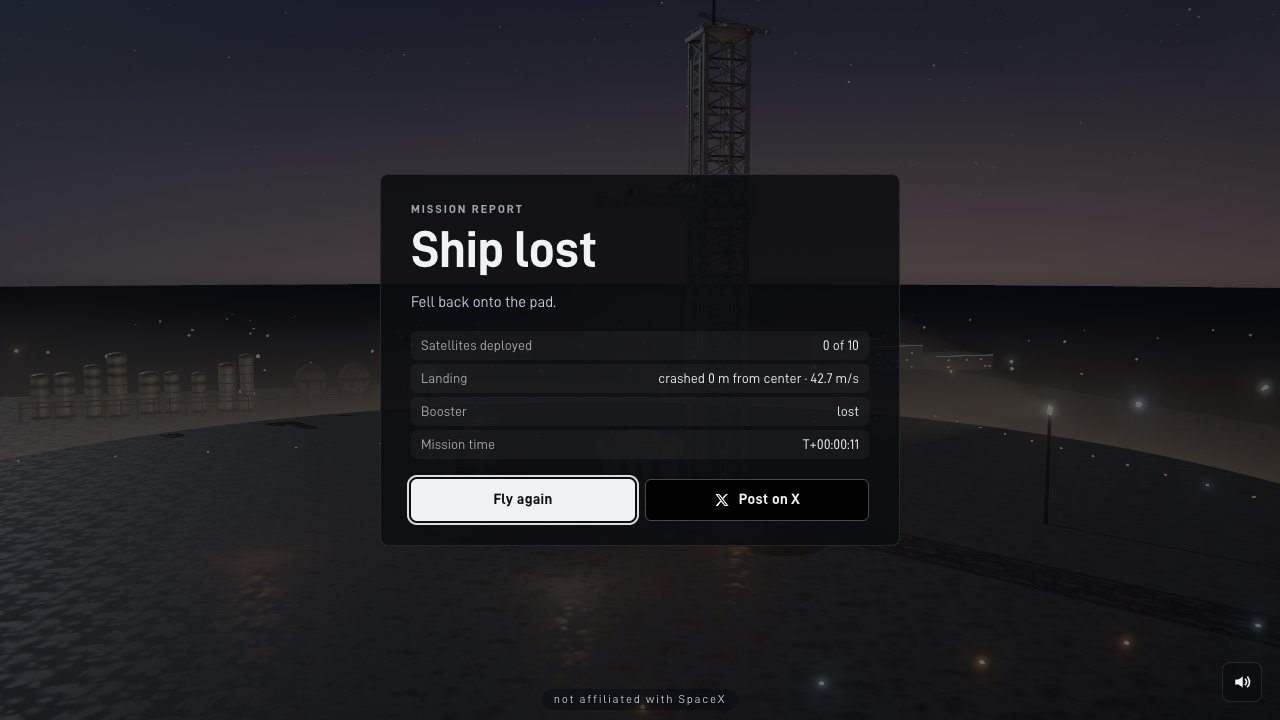 MISSION REPORT
Ship lost
Fell back onto the pad.
Satellites deployed 0 of 10
Landing crashed 0 m from center · 42.7 m/s
Booster lost
Mission time T+00:00:11
Fly again Post on X
not affiliated with SpaceX